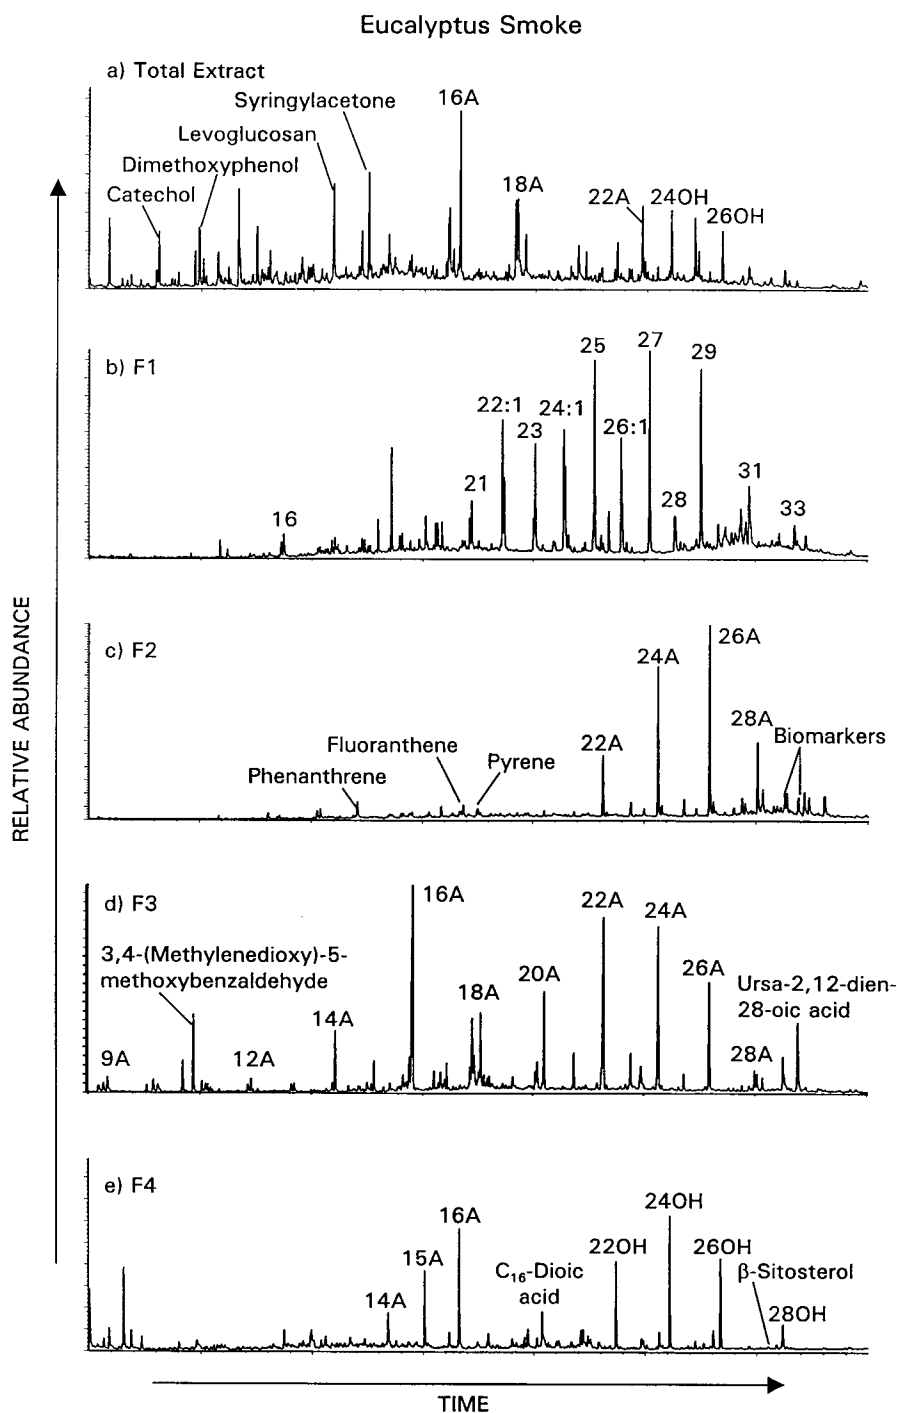 Eucalyptus Smoke
a) Total Extract
Syringylacetone
16A
Levoglucosan
Dimethoxyphenol
18A
Catechol
22A
24OH
26OH
b) F1
25
27
29
22:1
24:1
23
26:1
21
31
28
33
16
c) F2
26A
24A
28A
Biomarkers
Fluoranthene
22A
Pyrene
Phenanthrene
RELATIVE ABUNDANCE
d) F3
16A
22A
24A
3,4-(Methylenedioxy)-5-
methoxybenzaldehyde
20A
26A
Ursa-2,12-dien-
28-oic acid
18A
14A
9A
12A
28A
e) F4
24OH
16A
22OH
26OH
15A
C₁₆-Dioic
acid
β-Sitosterol
14A
28OH
TIME